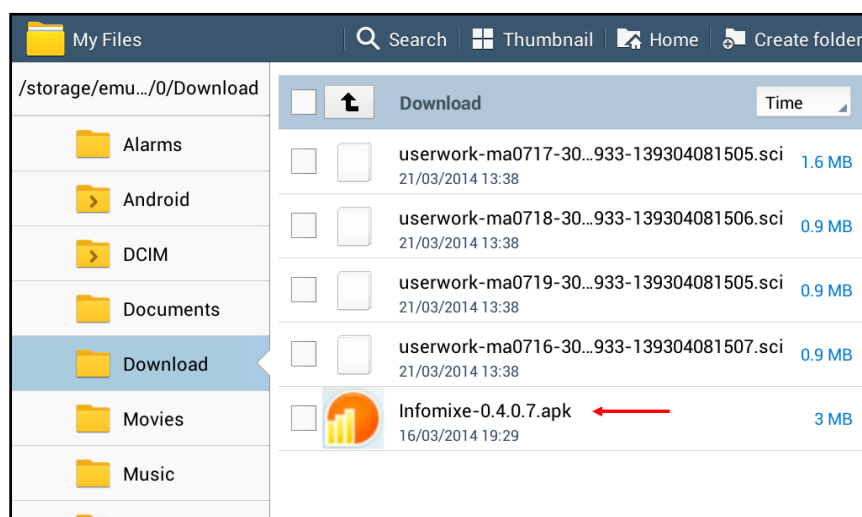 My Files
Search
Thumbnail
Home
Create folder
/storage/emu.../0/Download
Alarms
Android
DCIM
Documents
Download
Movies
Music
Download
Time
userwork-ma0717-30...933-139304081505.sci
1.6 MB
21/03/2014 13:38
userwork-ma0718-30...933-139304081506.sci
0.9 MB
21/03/2014 13:38
userwork-ma0719-30...933-139304081505.sci
0.9 MB
21/03/2014 13:38
userwork-ma0716-30...933-139304081507.sci
0.9 MB
21/03/2014 13:38
Infomixe-0.4.0.7.apk
3 MB
16/03/2014 19:29